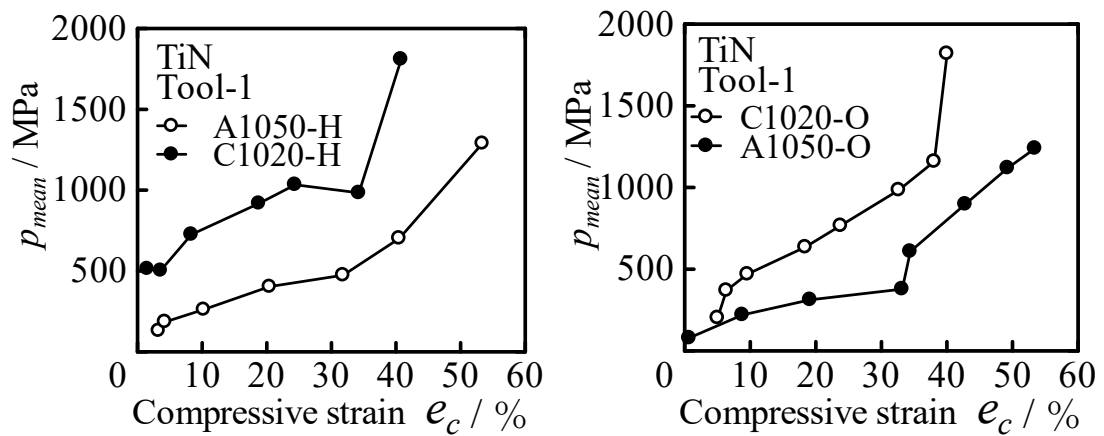 2000
1500
1000
500
p_mean / MPa
TiN
Tool-1
A1050-H
C1020-H
0 10 20 30 40 50 60
Compressive strain e_c / %
2000
1500
1000
500
p_mean / MPa
TiN
Tool-1
C1020-O
A1050-O
0 10 20 30 40 50 60
Compressive strain e_c / %